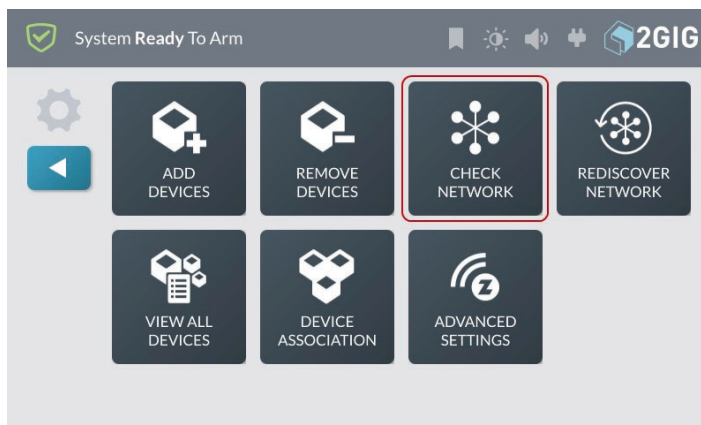 System Ready To Arm
2GIG
ADD
DEVICES
REMOVE
DEVICES
CHECK
NETWORK
REDISCOVER
NETWORK
VIEW ALL
DEVICES
DEVICE
ASSOCIATION
Z
ADVANCED
SETTINGS